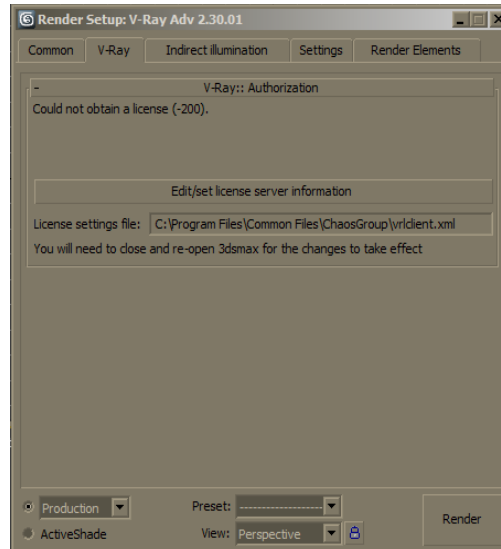 Render Setup: V-Ray Adv 2.30.01
Common V-Ray Indirect illumination Settings Render Elements
- V-Ray:: Authorization
Could not obtain a license (-200).
Edit/set license server information
License settings file: C:\Program Files\Common Files\ChaosGroup\vrlclient.xml
You will need to close and re-open 3dsmax for the changes to take effect
Production Preset: -------------------
ActiveShade View: Perspective Render